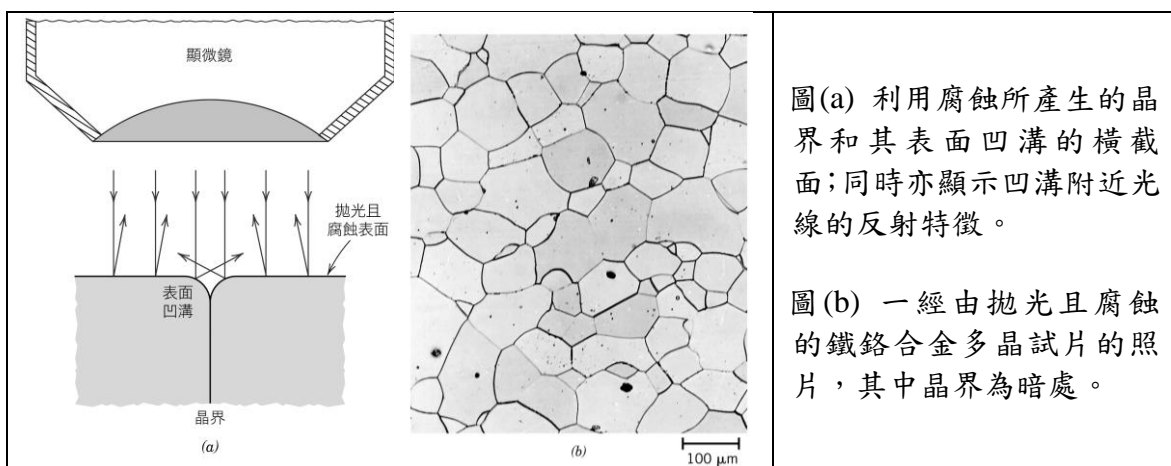 顯微鏡
拋光且
腐蝕表面
表面
凹溝
晶界
(a)
(b)
100 μm
圖(a) 利用腐蝕所產生的晶
界和其表面凹溝的橫截
面;同時亦顯示凹溝附近光
線的反射特徵。
圖(b) 一經由拋光且腐蝕
的鐵鉻合金多晶試片的照
片,其中晶界為暗處。